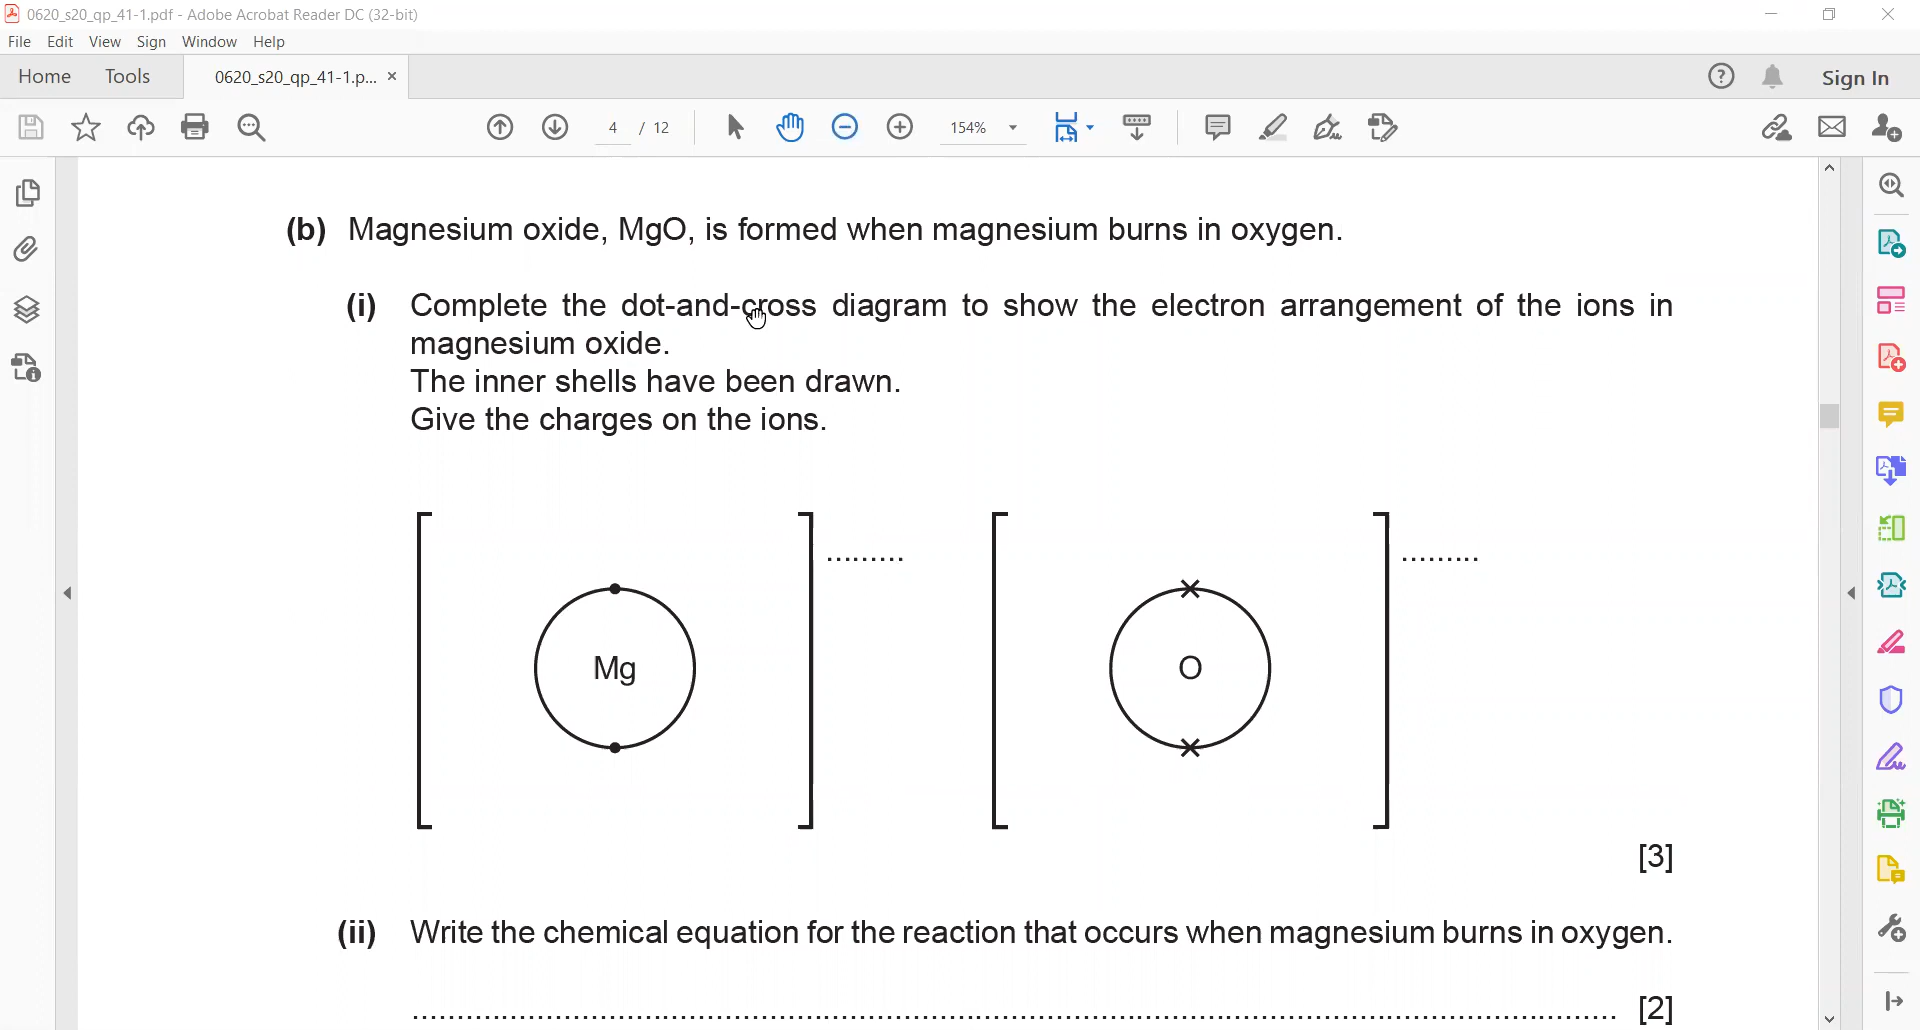 0620_s20_qp_41-1.pdf - Adobe Acrobat Reader DC (32-bit)
File Edit View Sign Window Help
Home Tools 0620_s20_qp_41-1.p... × Sign In
4 / 12 154%
(b) Magnesium oxide, MgO, is formed when magnesium burns in oxygen.
(i) Complete the dot-and-cross diagram to show the electron arrangement of the ions in
magnesium oxide.
The inner shells have been drawn.
Give the charges on the ions.
......... .........
Mg O
[3]
(ii) Write the chemical equation for the reaction that occurs when magnesium burns in oxygen.
...................................................................................................................................... [2]